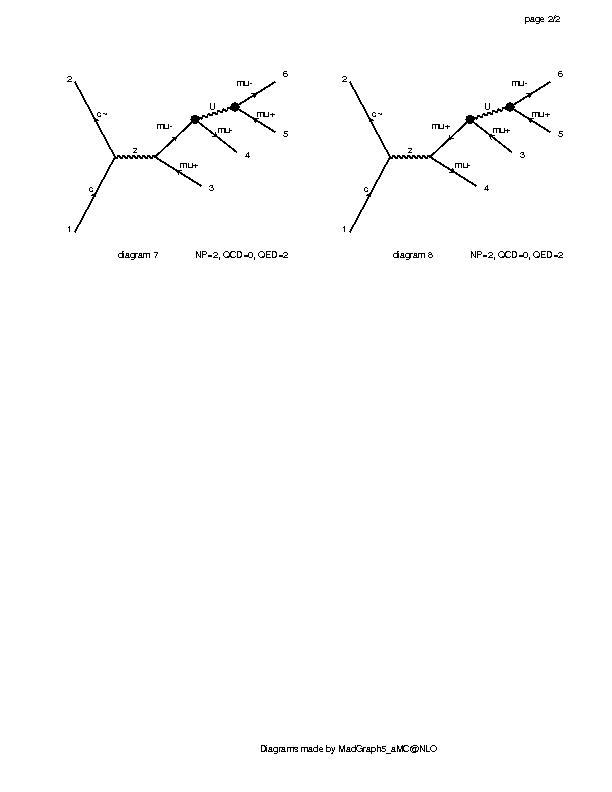 page 2/2
2
c~
c
1
z
mu-
mu+
3
U
mu-
4
mu-
6
mu+
5
diagram 7
NP=2, QCD=0, QED=2
2
c~
c
1
z
mu+
mu-
4
U
mu+
3
mu-
6
mu+
5
diagram 8
NP=2, QCD=0, QED=2
Diagrams made by MadGraph5_aMC@NLO